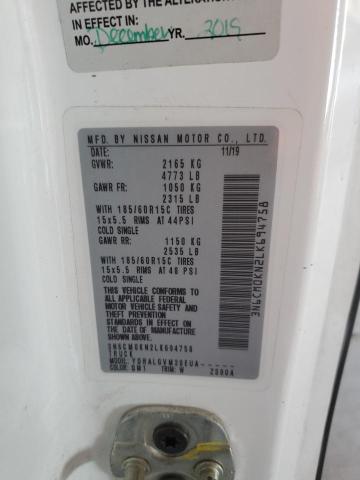 AFFECTED BY THE ALTERATION
IN EFFECT IN:
MO. December YR. 2019
MFD. BY NISSAN MOTOR CO., LTD.
DATE: 11/19
GVWR: 2165 KG
4773 LB
GAWR FR: 1050 KG
2315 LB
WITH 185/60R15C TIRES
15x5.5 RIMS AT 44PSI
COLD SINGLE
GAWR RR: 1150 KG
2535 LB
WITH 185/60R15C TIRES
15x5.5 RIMS AT 48 PSI
COLD SINGLE
THIS VEHICLE CONFORMS TO
ALL APPLICABLE FEDERAL
MOTOR VEHICLE SAFETY
AND THEFT PREVENTION
STANDARDS IN EFFECT ON
THE DATE OF MANUFACTURE
SHOWN ABOVE.
3N6CM0KN2LK694758
TRUCK
MODEL: YDRALGVM20EUA-----
COLOR: QM1 TRIM: W 2090A
3N6CM0KN2LK694758